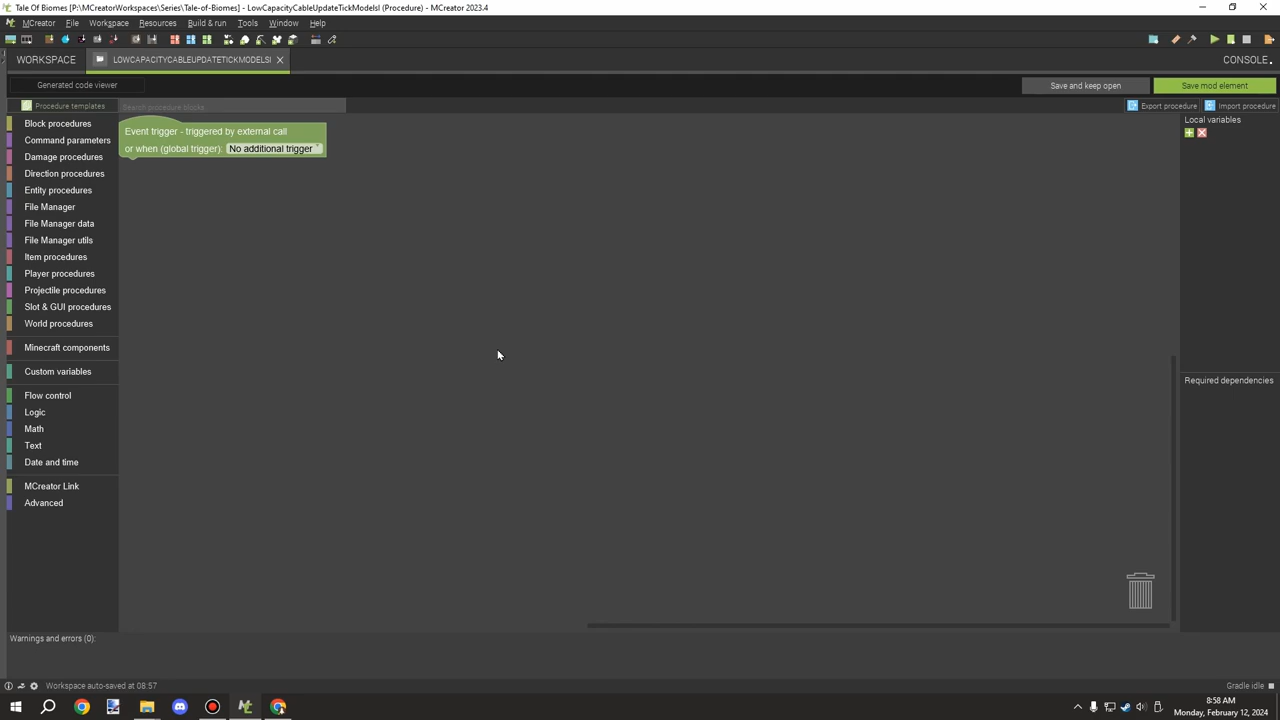 Tale Of Biomes [P:\MCreatorWorkspaces\Series\Tale-of-Biomes] - LowCapacityCableUpdateTickModelsI (Procedure) - MCreator 2023.4
MCreator File Workspace Resources Build & run Tools Window Help
WORKSPACE LOWCAPACITYCABLEUPDATETICKMODELSI CONSOLE
Generated code viewer Save and keep open Save mod element
Procedure templates Search procedure blocks Export procedure Import procedure
Event trigger - triggered by external call
or when (global trigger): No additional trigger
Block procedures
Command parameters
Damage procedures
Direction procedures
Entity procedures
File Manager
File Manager data
File Manager utils
Item procedures
Player procedures
Projectile procedures
Slot & GUI procedures
World procedures
Minecraft components
Custom variables
Flow control
Logic
Math
Text
Date and time
MCreator Link
Advanced
Local variables
Required dependencies
Warnings and errors (0):
Workspace auto-saved at 08:57 Gradle idle
8:58 AM
Monday, February 12, 2024